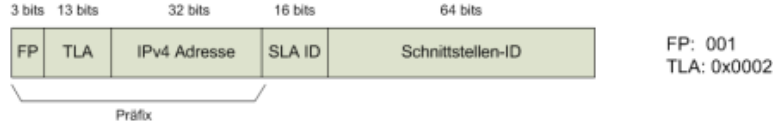 3 bits 13 bits 32 bits 16 bits 64 bits
FP TLA IPv4 Adresse SLA ID Schnittstellen-ID
FP: 001
TLA: 0x0002
Präfix